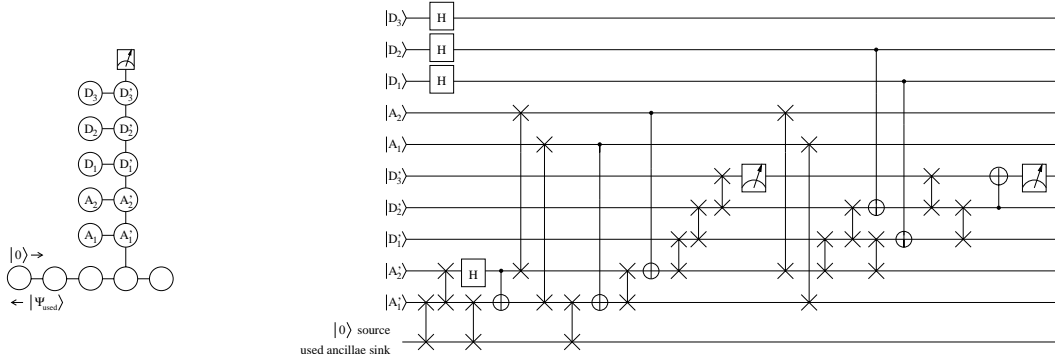 D₃ D₃'
D₂ D₂'
D₁ D₁'
A₂ A₂'
A₁ A₁'
|0⟩ →
← |Ψused⟩
|D₃⟩ H
|D₂⟩ H
|D₁⟩ H
|A₂⟩
|A₁⟩
|D₃'⟩
|D₂'⟩
|D₁'⟩
|A₂'⟩ H
|A₁'⟩
|0⟩ source
used ancillae sink